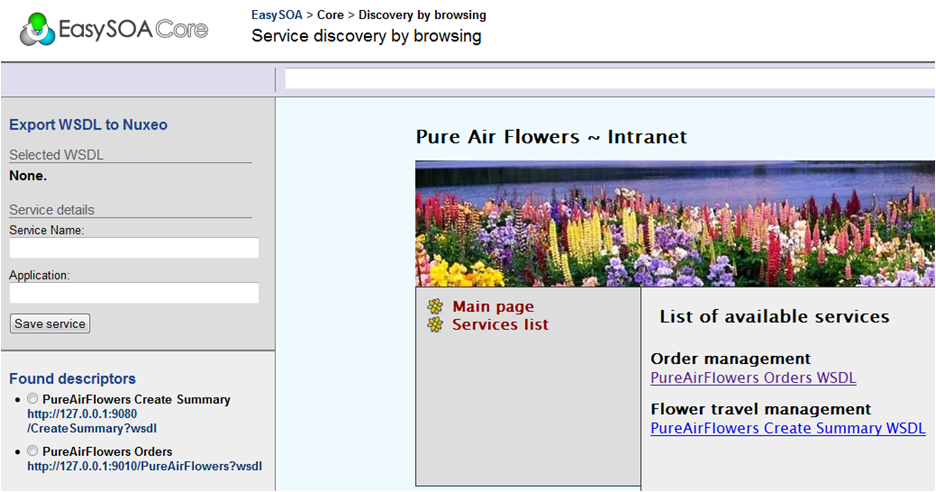 EasySOA Core
EasySOA > Core > Discovery by browsing
Service discovery by browsing
Export WSDL to Nuxeo
Selected WSDL
None.
Service details
Service Name:
Application:
Save service
Found descriptors
PureAirFlowers Create Summary
http://127.0.0.1:9080
/CreateSummary?wsdl
PureAirFlowers Orders
http://127.0.0.1:9010/PureAirFlowers?wsdl
Pure Air Flowers ~ Intranet
Main page
Services list
List of available services
Order management
PureAirFlowers Orders WSDL
Flower travel management
PureAirFlowers Create Summary WSDL